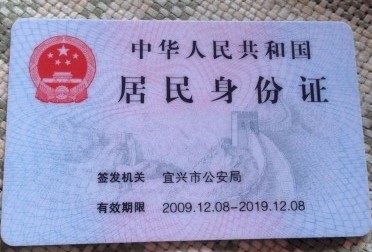 中华人民共和国
居民身份证
签发机关 宜兴市公安局
有效期限 2009.12.08-2019.12.08